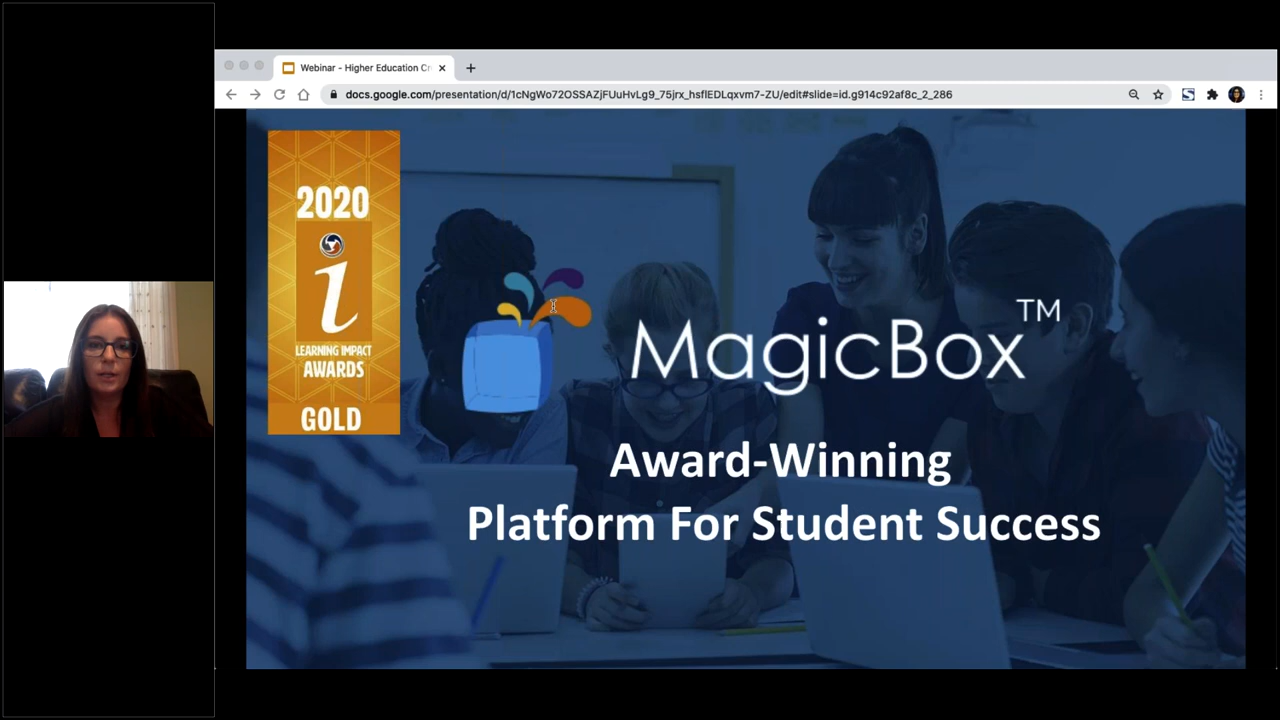 Webinar - Higher Education Cr
docs.google.com/presentation/d/1cNgWo72OSSAZjFUuHvLg9_75jrx_hsflEDLqxvm7-ZU/edit#slide=id.g914c92af8c_2_286
2020
i
LEARNING IMPACT
AWARDS
GOLD
MagicBox™
Award-Winning
Platform For Student Success